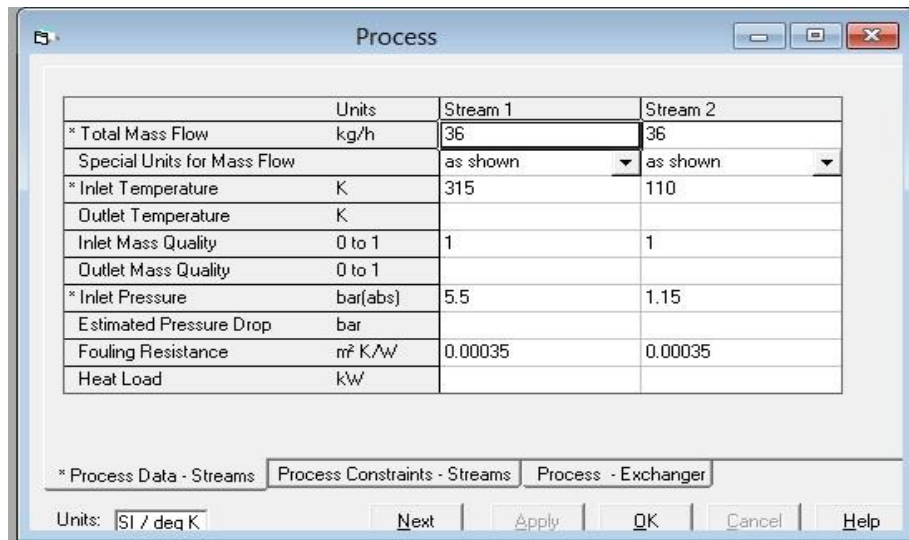 Process
Units Stream 1 Stream 2
* Total Mass Flow kg/h 36 36
Special Units for Mass Flow as shown as shown
* Inlet Temperature K 315 110
Outlet Temperature K
Inlet Mass Quality 0 to 1 1 1
Outlet Mass Quality 0 to 1
* Inlet Pressure bar(abs) 5.5 1.15
Estimated Pressure Drop bar
Fouling Resistance m² K/W 0.00035 0.00035
Heat Load kW
* Process Data - Streams Process Constraints - Streams Process - Exchanger
Units: SI / deg K Next Apply OK Cancel Help